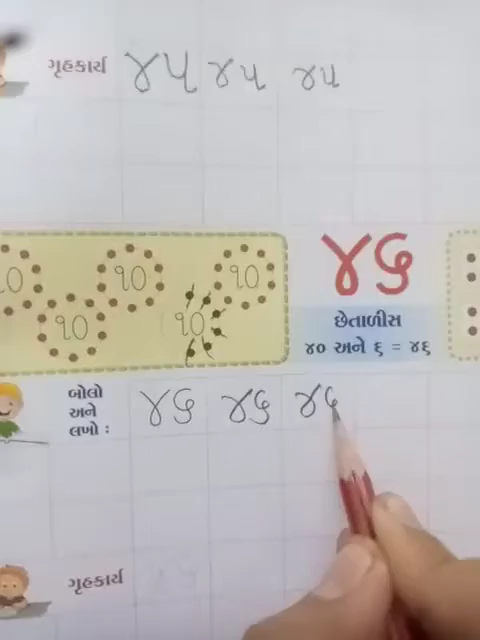 ગૃહકાર્ય ૪૫ ૪૫ ૪૫
૧૦ ૧૦ ૧૦
૧૦ ૧૦
૪૬
છેતાળીસ
૪૦ અને ૬ = ૪૬
બોલો
અને
લખો : ૪૬ ૪૬ ૪૬
ગૃહકાર્ય